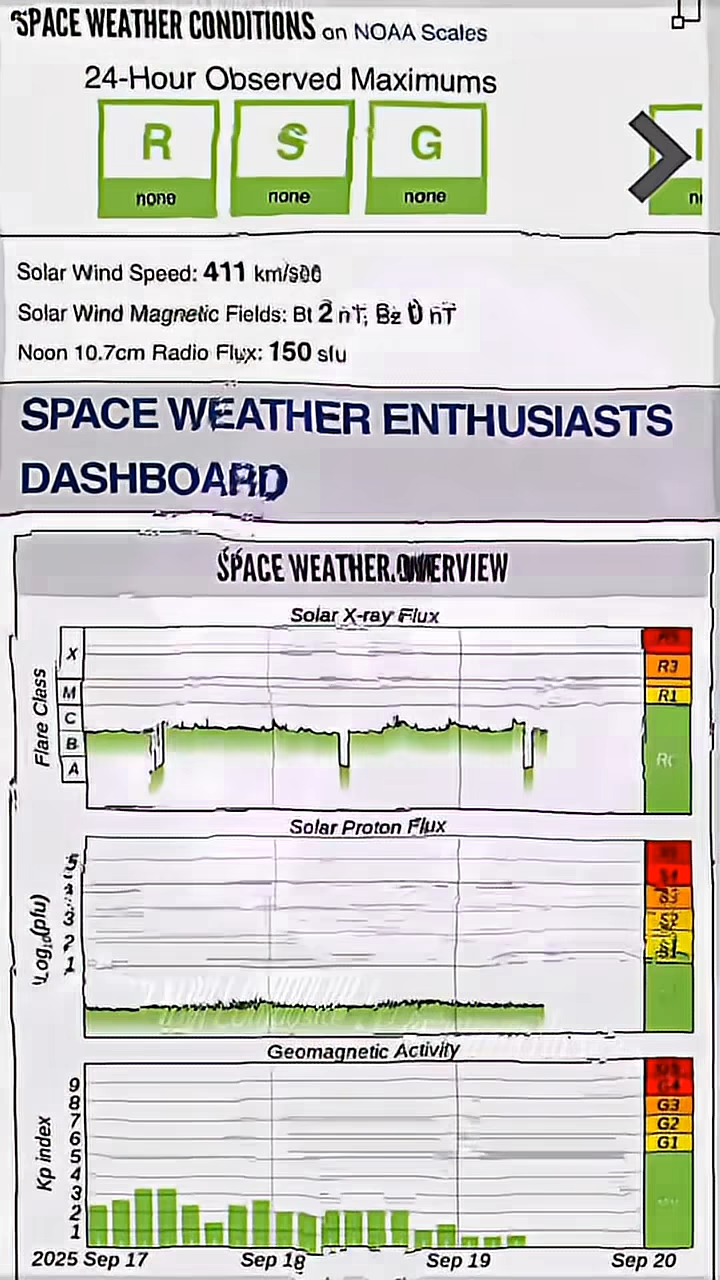 SPACE WEATHER CONDITIONS on NOAA Scales
24-Hour Observed Maximums
R S G
none none none
Solar Wind Speed: 411 km/sec
Solar Wind Magnetic Fields: Bt 2 nT, Bz 0 nT
Noon 10.7cm Radio Flux: 150 sfu
SPACE WEATHER ENTHUSIASTS
DASHBOARD
SPACE WEATHER OVERVIEW
Solar X-ray Flux
Flare Class
X
M
C
B
A
R3
R1
Solar Proton Flux
5
4
3
2
1
S3
S2
S1
Geomagnetic Activity
Kp index
9
8
7
6
5
4
3
2
1
G4
G3
G2
G1
2025 Sep 17 Sep 18 Sep 19 Sep 20